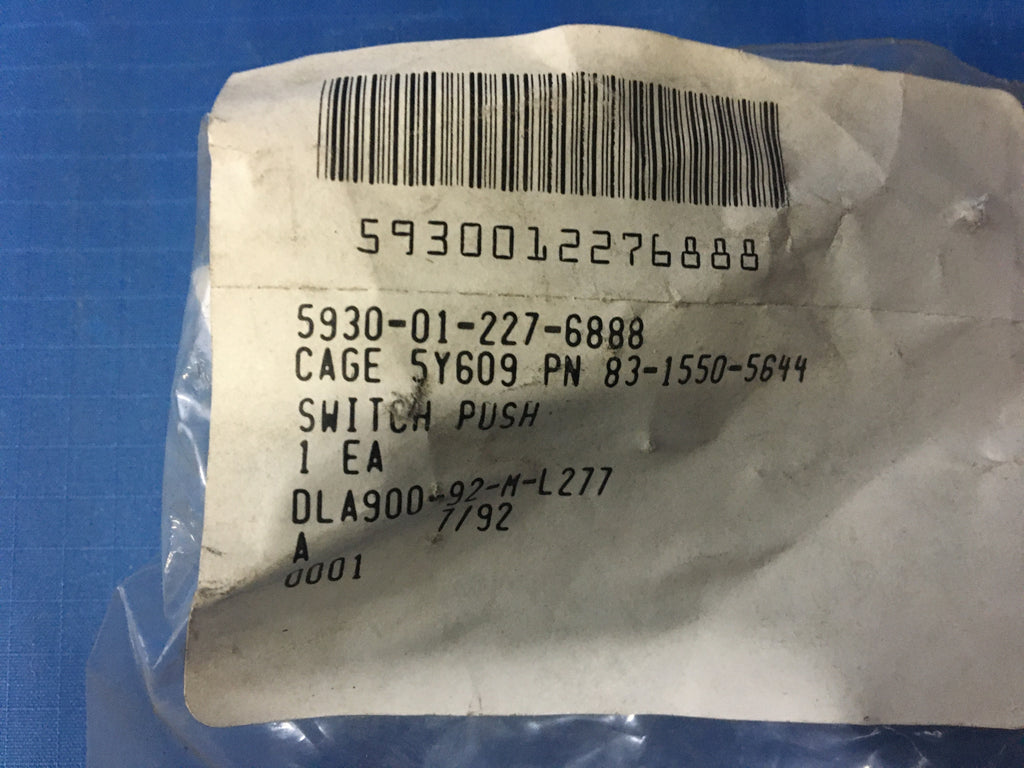 5930012276888
5930-01-227-6888
CAGE 5Y609 PN 83-1550-5644
SWITCH PUSH
1 EA
DLA900-92-M-L277
7/92
A
0001